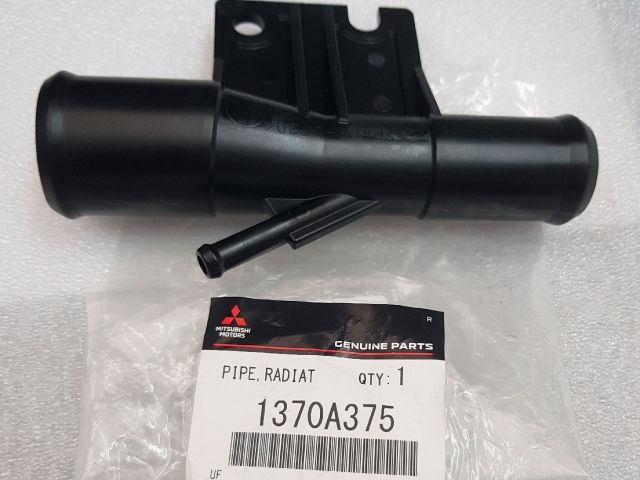 MITSUBISHI
MOTORS
R
GENUINE PARTS
PIPE, RADIAT QTY: 1
1370A375
UF